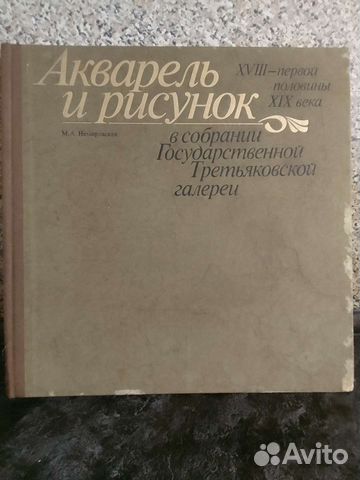 Акварель
и рисунок
XVIII—первой
половины
XIX века
М.А. Немировская
в собрании
Государственной
Третьяковской
галереи
Avito